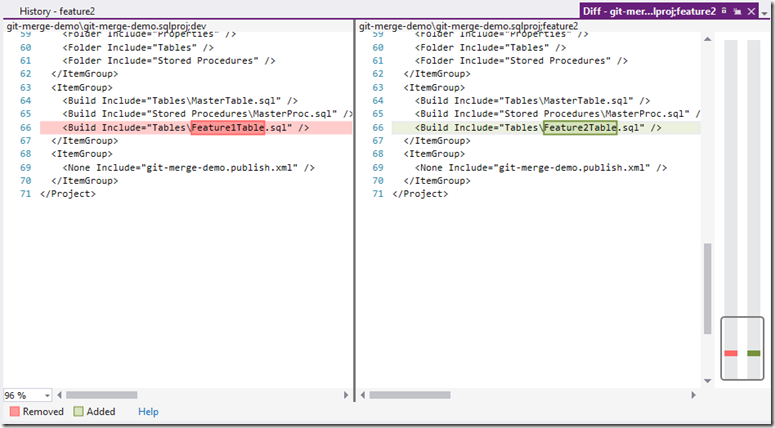 History - feature2
Diff - git-mer...lproj;feature2
git-merge-demo\git-merge-demo.sqlproj;dev
59 <Folder Include="Properties" />
60 <Folder Include="Tables" />
61 <Folder Include="Stored Procedures" />
62 </ItemGroup>
63 <ItemGroup>
64 <Build Include="Tables\MasterTable.sql" />
65 <Build Include="Stored Procedures\MasterProc.sql" />
66 <Build Include="Tables\Feature1Table.sql" />
67 </ItemGroup>
68 <ItemGroup>
69 <None Include="git-merge-demo.publish.xml" />
70 </ItemGroup>
71 </Project>
git-merge-demo\git-merge-demo.sqlproj;feature2
59 <Folder Include="Properties" />
60 <Folder Include="Tables" />
61 <Folder Include="Stored Procedures" />
62 </ItemGroup>
63 <ItemGroup>
64 <Build Include="Tables\MasterTable.sql" />
65 <Build Include="Stored Procedures\MasterProc.sql" /
66 <Build Include="Tables\Feature2Table.sql" />
67 </ItemGroup>
68 <ItemGroup>
69 <None Include="git-merge-demo.publish.xml" />
70 </ItemGroup>
71 </Project>
96 %
Removed Added Help